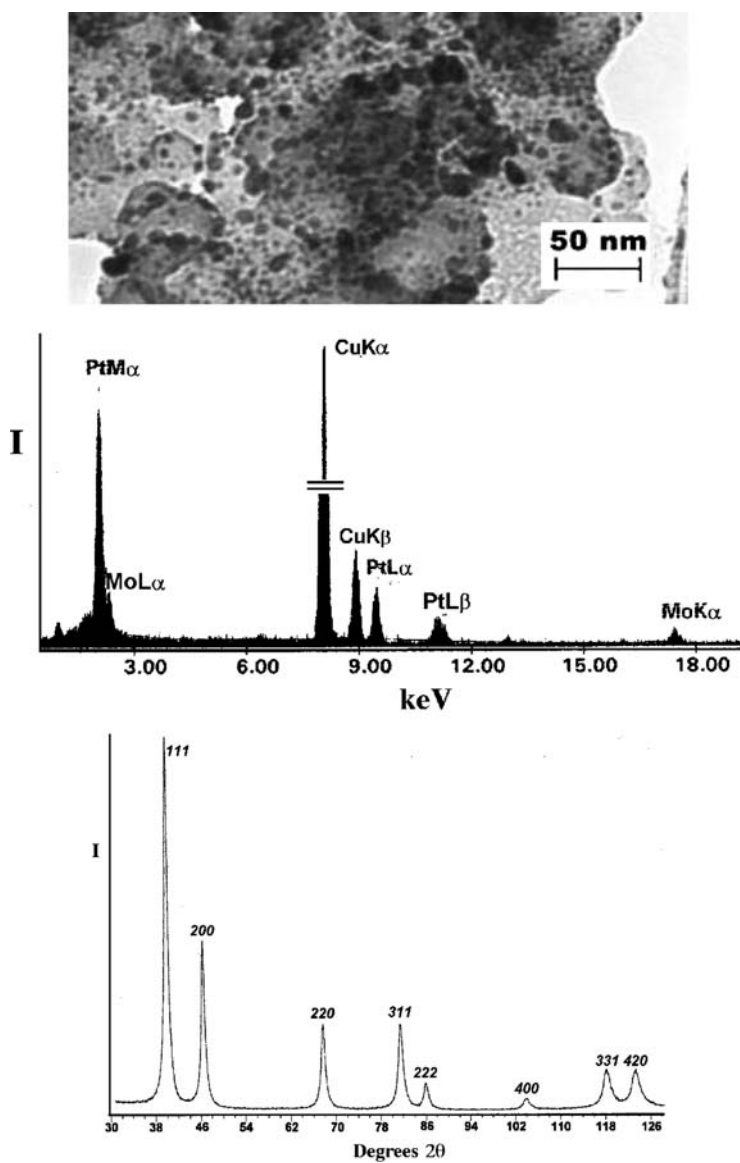 50 nm
PtMα
CuKα
I
CuKβ
MoLα
PtLα
PtLβ
MoKα
3.00 6.00 9.00 12.00 15.00 18.00
keV
111
I
200
220 311
222
400
331 420
30 38 46 54 62 70 78 86 94 102 110 118 126
Degrees 2θ